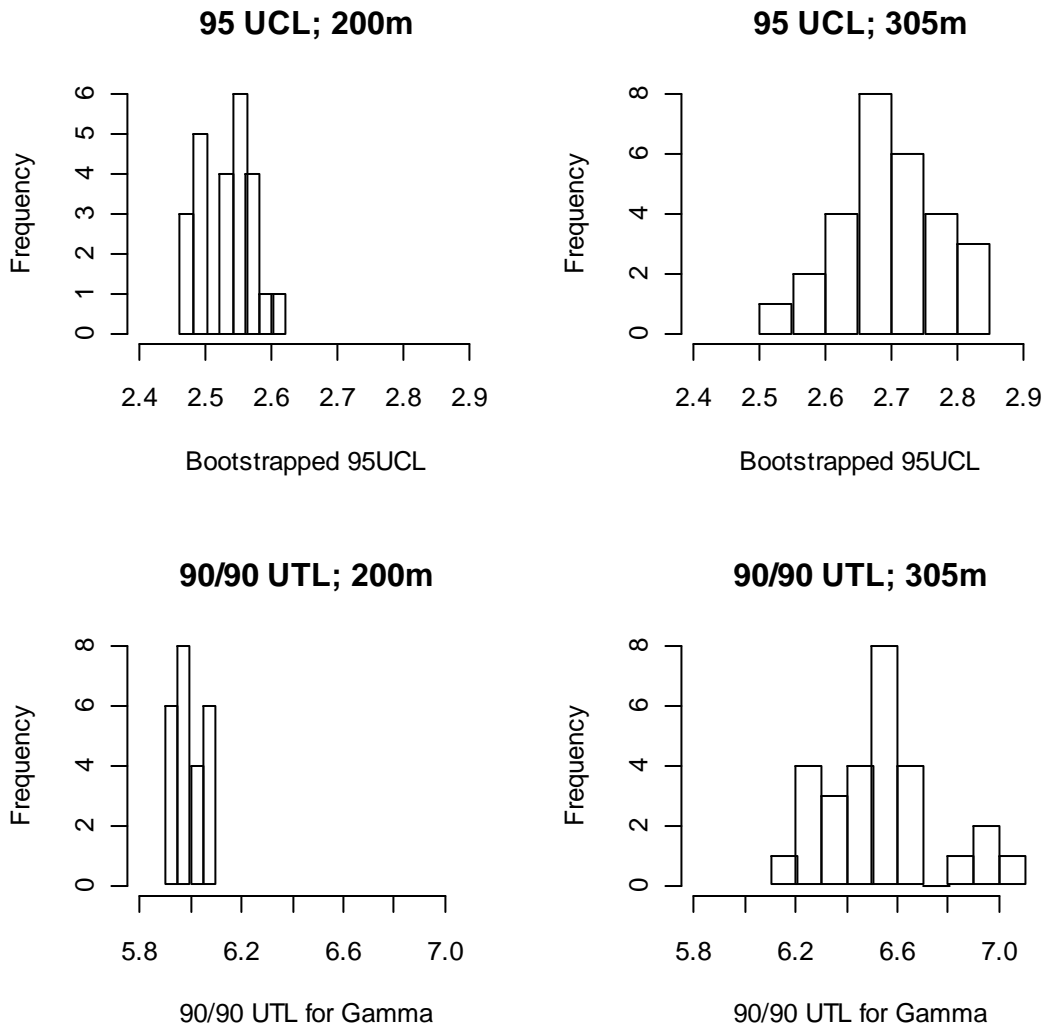 95 UCL; 200m
Frequency
6
5
4
3
2
1
0
2.4 2.5 2.6 2.7 2.8 2.9
Bootstrapped 95UCL
95 UCL; 305m
Frequency
8
6
4
2
0
2.4 2.5 2.6 2.7 2.8 2.9
Bootstrapped 95UCL
90/90 UTL; 200m
Frequency
8
6
4
2
0
5.8 6.2 6.6 7.0
90/90 UTL for Gamma
90/90 UTL; 305m
Frequency
8
6
4
2
0
5.8 6.2 6.6 7.0
90/90 UTL for Gamma